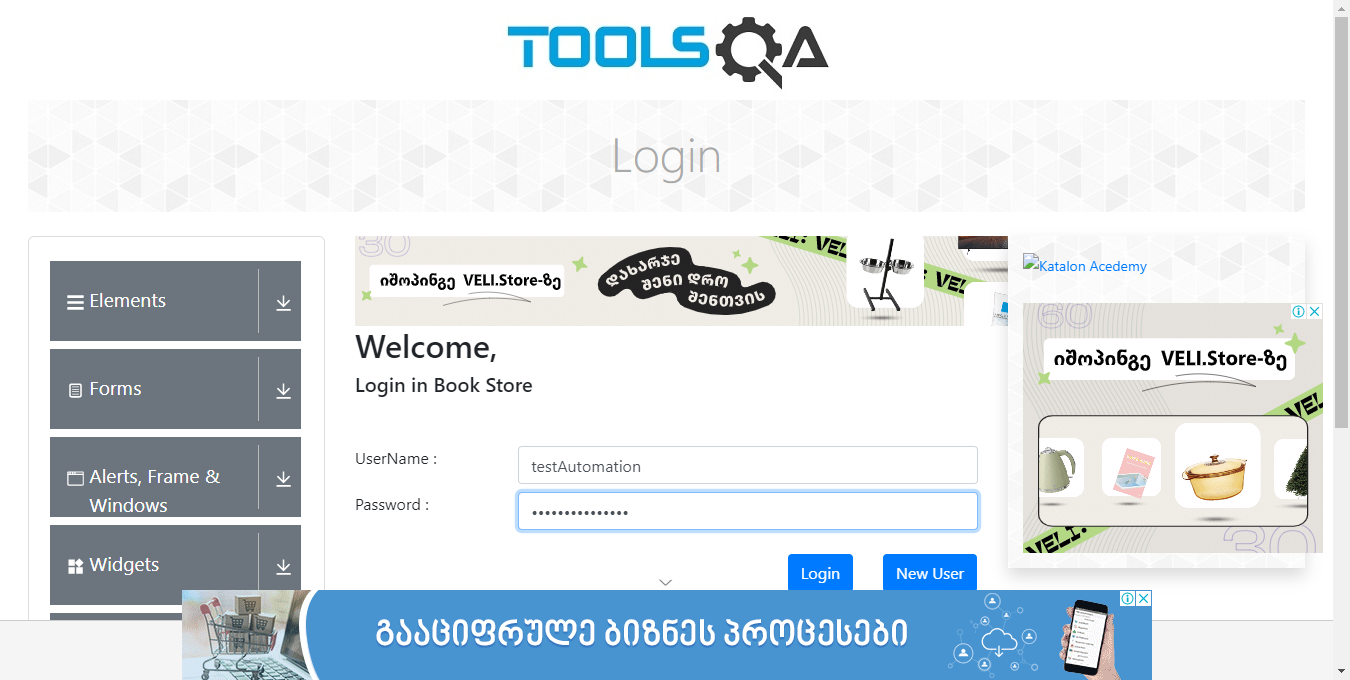 TOOLSQA
Login
Elements
Forms
Alerts, Frame &
Windows
Widgets
30
იშოპინგე VELI.Store-ზე
დახარჯე
შენი დრო
შენთვის
VELI.
Welcome,
Login in Book Store
UserName :
testAutomation
Password :
•••••••••••••••
Login
New User
Katalon Acedemy
60
იშოპინგე VELI.Store-ზე
VELI.
30
გააციფრულე ბიზნეს პროცესები